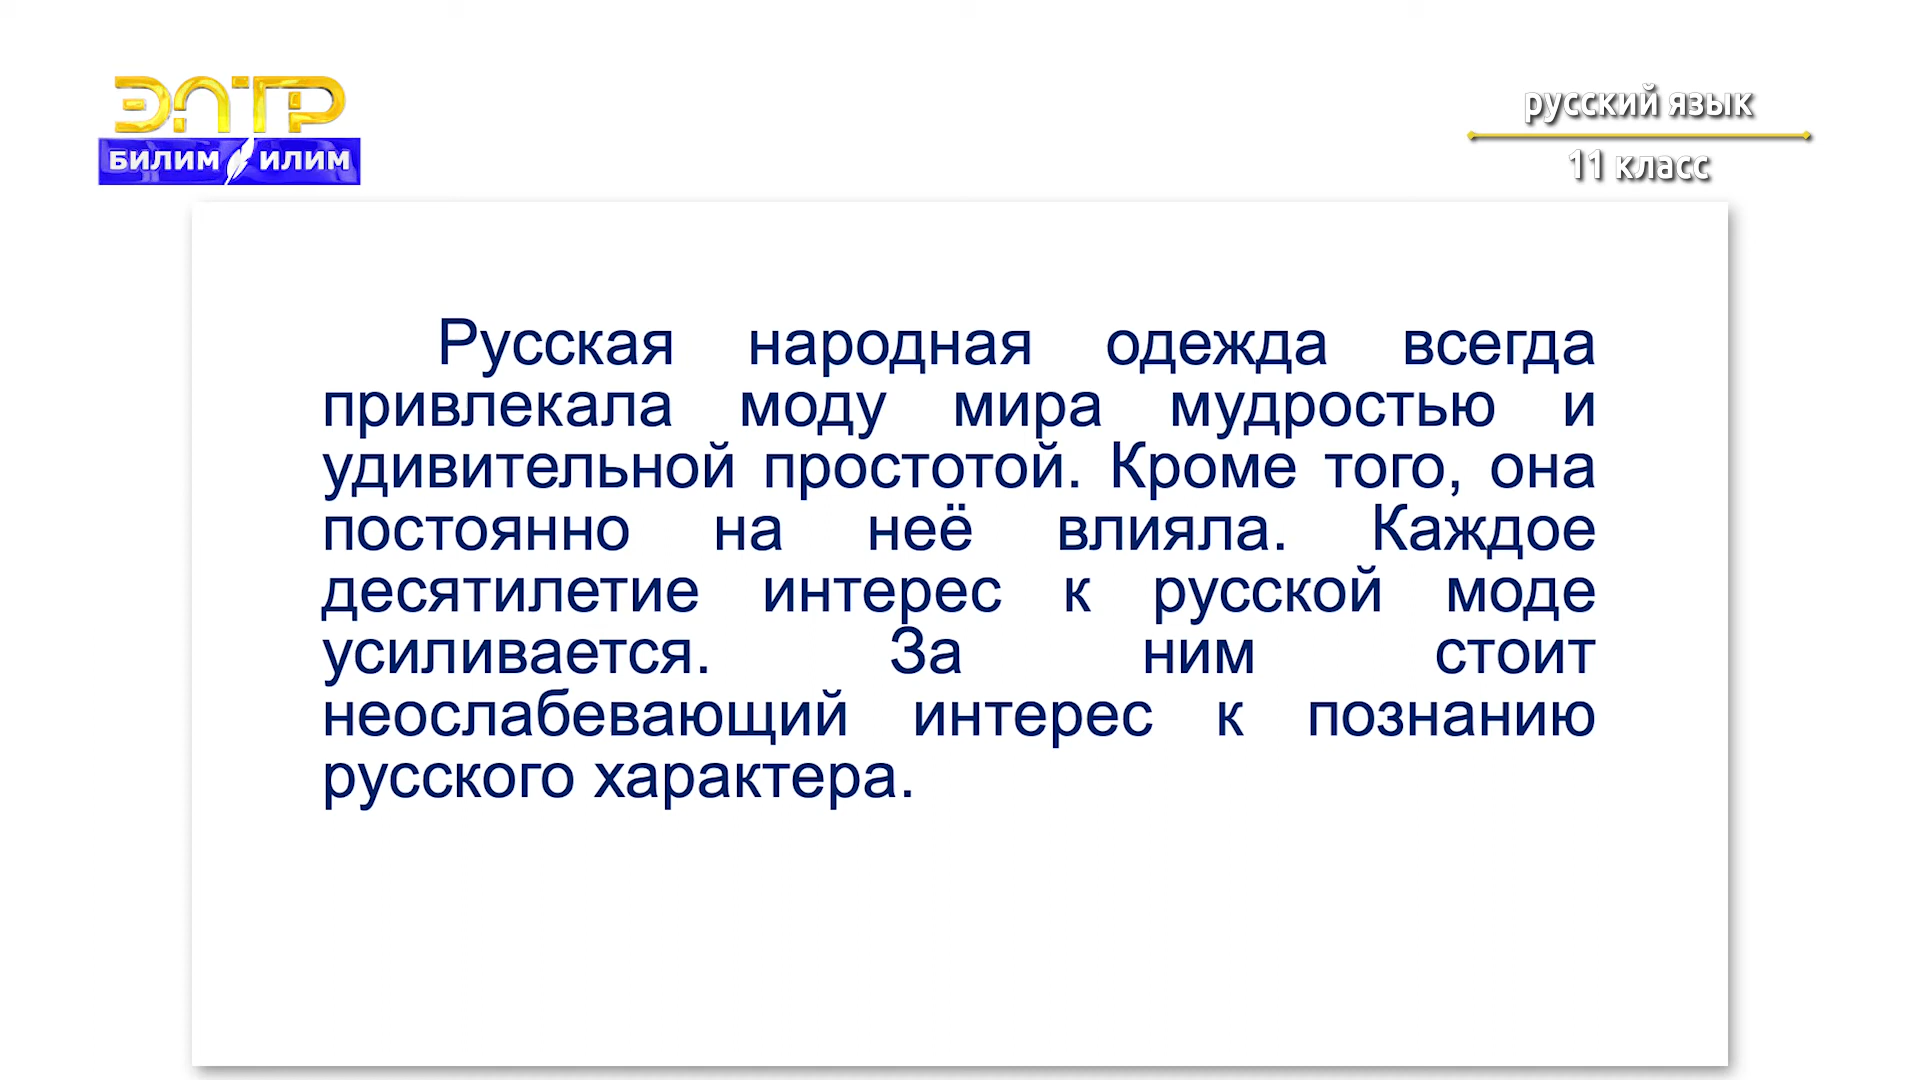 ЭЛТР
БИЛИМ ИЛИМ
русский язык
11 класс
Русская народная одежда всегда
привлекала моду мира мудростью и
удивительной простотой. Кроме того, она
постоянно на неё влияла. Каждое
десятилетие интерес к русской моде
усиливается. За ним стоит
неослабевающий интерес к познанию
русского характера.